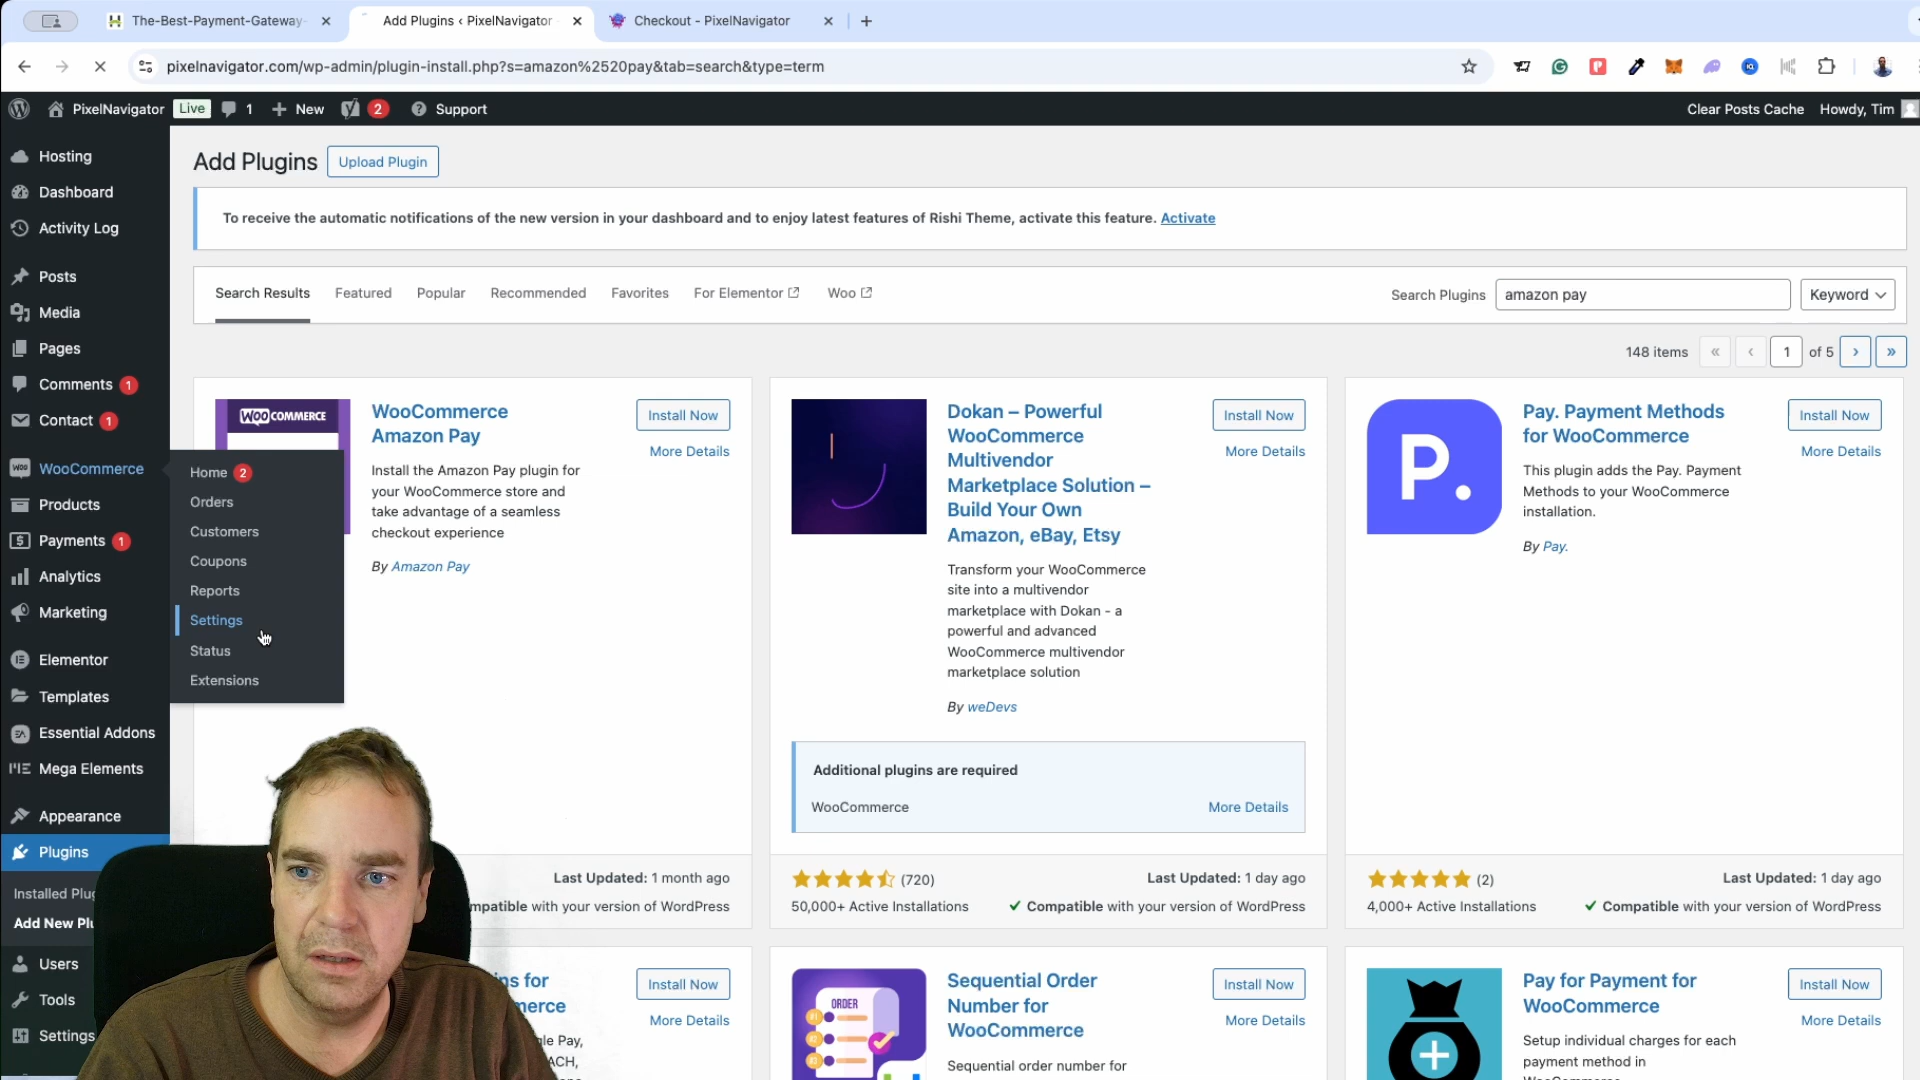 The-Best-Payment-Gateway-
Add Plugins ‹ PixelNavigator
Checkout - PixelNavigator
pixelnavigator.com/wp-admin/plugin-install.php?s=amazon%2520pay&tab=search&type=term
PixelNavigator Live 1 New 2 Support
Clear Posts Cache Howdy, Tim
Hosting
Dashboard
Activity Log
Posts
Media
Pages
Comments 1
Contact 1
WooCommerce
Products
Payments 1
Analytics
Marketing
Elementor
Templates
Essential Addons
Mega Elements
Appearance
Plugins
Installed Plu
Add New Plu
Users
Tools
Settings
Home 2
Orders
Customers
Coupons
Reports
Settings
Status
Extensions
Add Plugins Upload Plugin
To receive the automatic notifications of the new version in your dashboard and to enjoy latest features of Rishi Theme, activate this feature. Activate
Search Results Featured Popular Recommended Favorites For Elementor Woo
Search Plugins amazon pay Keyword
148 items « ‹ 1 of 5 › »
WOO COMMERCE
WooCommerce
Amazon Pay
Install Now
More Details
Install the Amazon Pay plugin for
your WooCommerce store and
take advantage of a seamless
checkout experience
By Amazon Pay
Last Updated: 1 month ago
mpatible with your version of WordPress
Dokan – Powerful
WooCommerce
Multivendor
Marketplace Solution –
Build Your Own
Amazon, eBay, Etsy
Install Now
More Details
Transform your WooCommerce
site into a multivendor
marketplace with Dokan - a
powerful and advanced
WooCommerce multivendor
marketplace solution
By weDevs
Additional plugins are required
WooCommerce More Details
(720)
Last Updated: 1 day ago
50,000+ Active Installations
Compatible with your version of WordPress
P.
Pay. Payment Methods
for WooCommerce
Install Now
More Details
This plugin adds the Pay. Payment
Methods to your WooCommerce
installation.
By Pay.
(2)
Last Updated: 1 day ago
4,000+ Active Installations
Compatible with your version of WordPress
ns for
merce
Install Now
More Details
le Pay,
ACH,
ORDER
Sequential Order
Number for
WooCommerce
Install Now
More Details
Sequential order number for
Pay for Payment for
WooCommerce
Install Now
More Details
Setup individual charges for each
payment method in